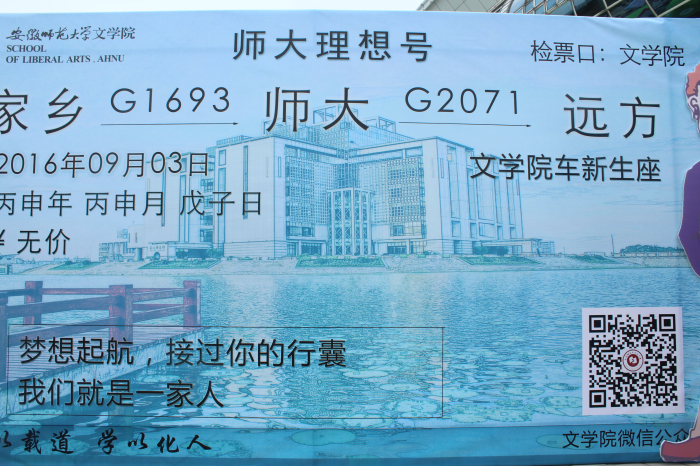 安徽师范大学文学院
SCHOOL
OF LIBERAL ARTS, AHNU
师大理想号
检票口：文学院
家乡 G1693 师大 G2071 远方
2016年09月03日
文学院车新生座
丙申年 丙申月 戊子日
¥ 无价
梦想起航，接过你的行囊
我们就是一家人
以载道 学以化人
文学院微信公众